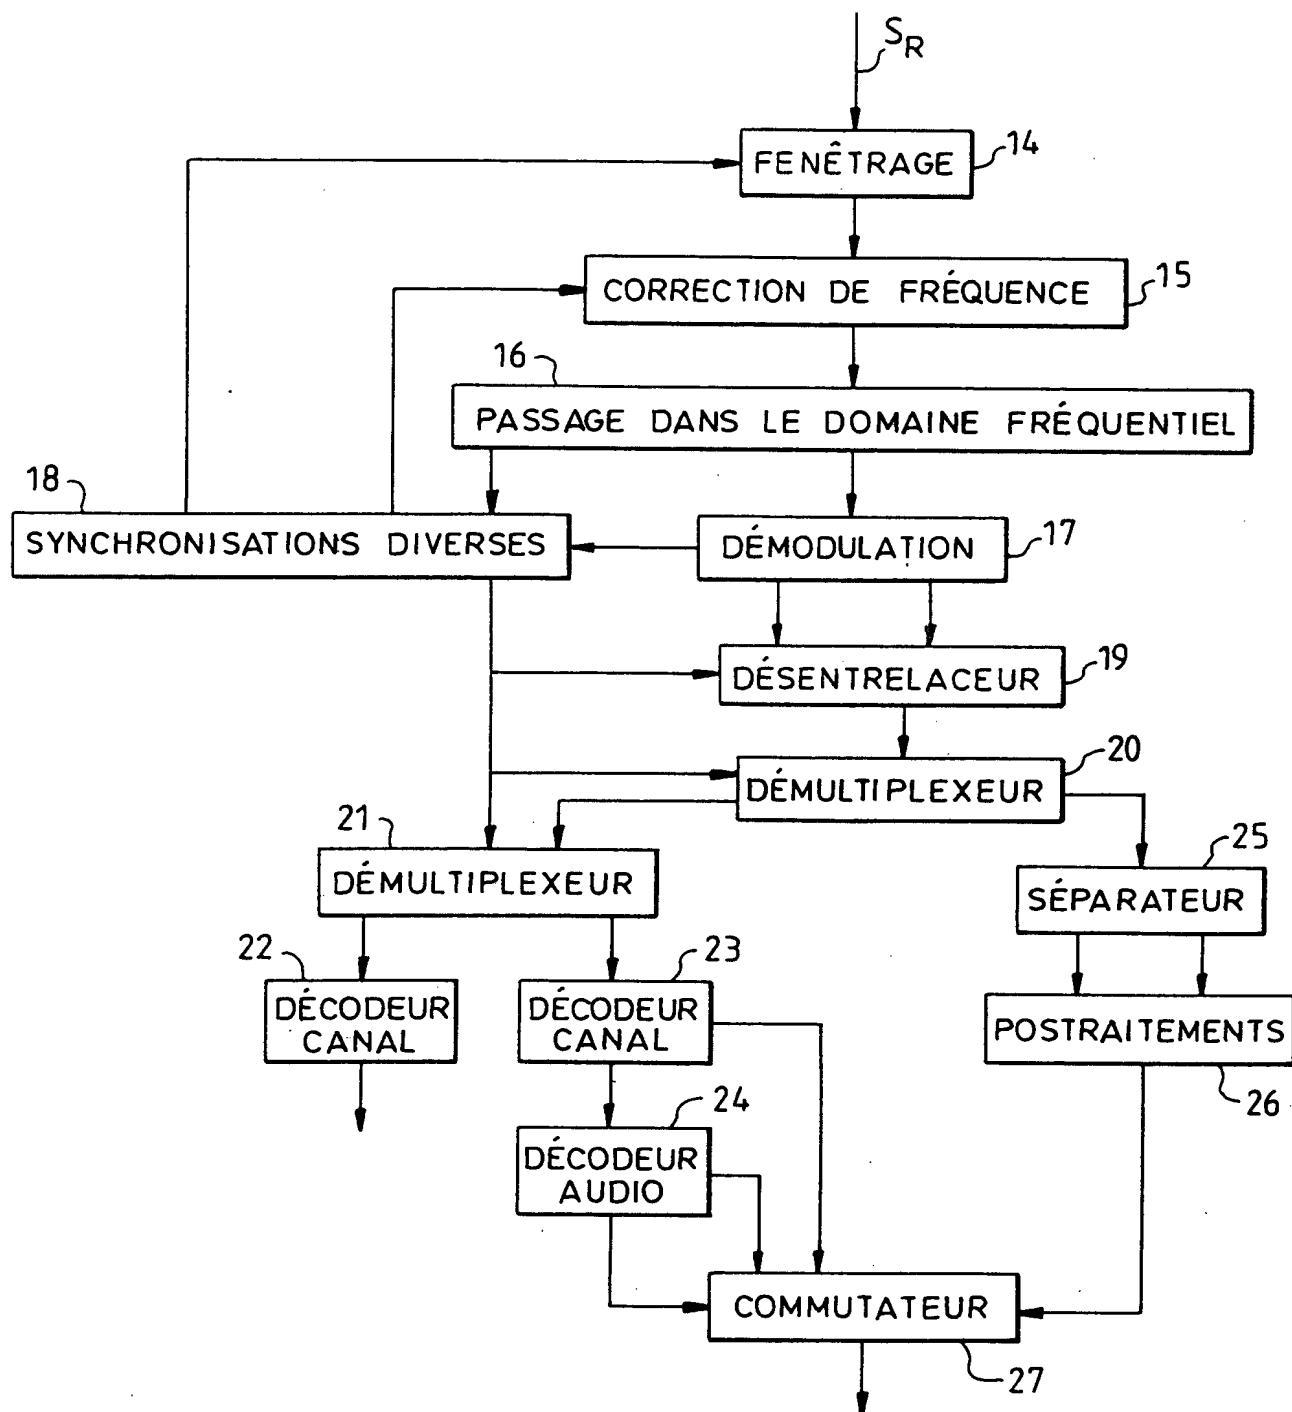 SR
FENÊTRAGE
14
CORRECTION DE FRÉQUENCE
15
16
PASSAGE DANS LE DOMAINE FRÉQUENTIEL
18
SYNCHRONISATIONS DIVERSES
DÉMODULATION
17
DÉSENTRELACEUR
19
20
DÉMULTIPLEXEUR
21
DÉMULTIPLEXEUR
25
SÉPARATEUR
22
DÉCODEUR
CANAL
23
DÉCODEUR
CANAL
POSTRAITEMENTS
26
24
DÉCODEUR
AUDIO
COMMUTATEUR
27